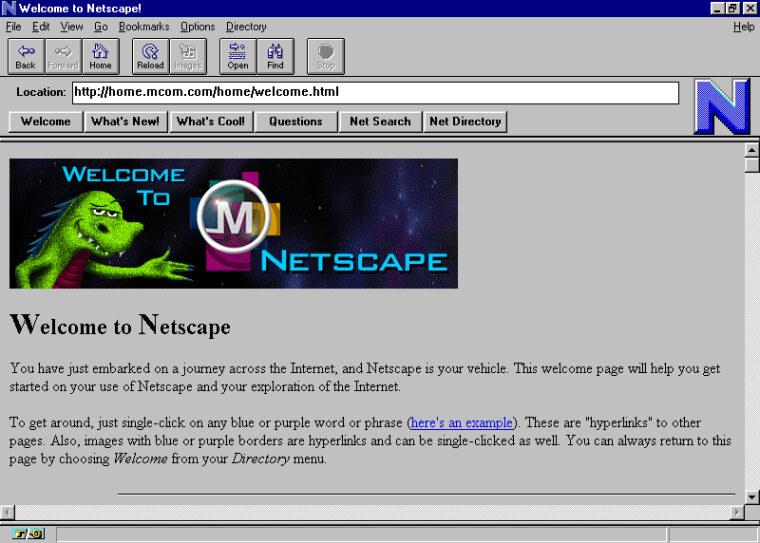 Welcome to Netscape!
File Edit View Go Bookmarks Options Directory Help
Back Forward Home Reload Images Open Find Stop
Location: http://home.mcom.com/home/welcome.html
N
Welcome What's New! What's Cool! Questions Net Search Net Directory
WELCOME
TO
M
NETSCAPE
Welcome to Netscape
You have just embarked on a journey across the Internet, and Netscape is your vehicle. This welcome page will help you get
started on your use of Netscape and your exploration of the Internet.
To get around, just single-click on any blue or purple word or phrase (here's an example). These are "hyperlinks" to other
pages. Also, images with blue or purple borders are hyperlinks and can be single-clicked as well. You can always return to this
page by choosing Welcome from your Directory menu.